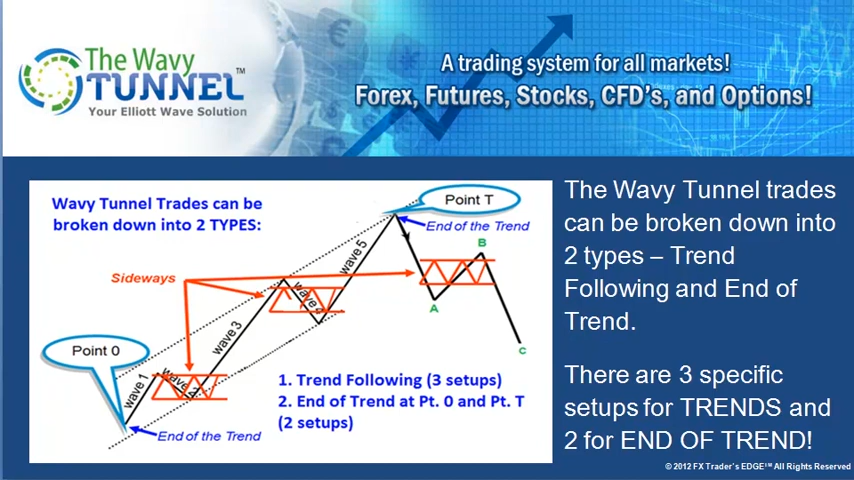 The Wavy
TUNNEL™
Your Elliott Wave Solution
A trading system for all markets!
Forex, Futures, Stocks, CFD's, and Options!
Wavy Tunnel Trades can be
broken down into 2 TYPES:
Point T
End of the Trend
B
Sideways
wave 5
wave 4
A
wave 3
C
Point 0
wave 1
wave 2
End of the Trend
1. Trend Following (3 setups)
2. End of Trend at Pt. 0 and Pt. T
(2 setups)
The Wavy Tunnel trades
can be broken down into
2 types – Trend
Following and End of
Trend.
There are 3 specific
setups for TRENDS and
2 for END OF TREND!
© 2012 FX Trader's EDGE™ All Rights Reserved